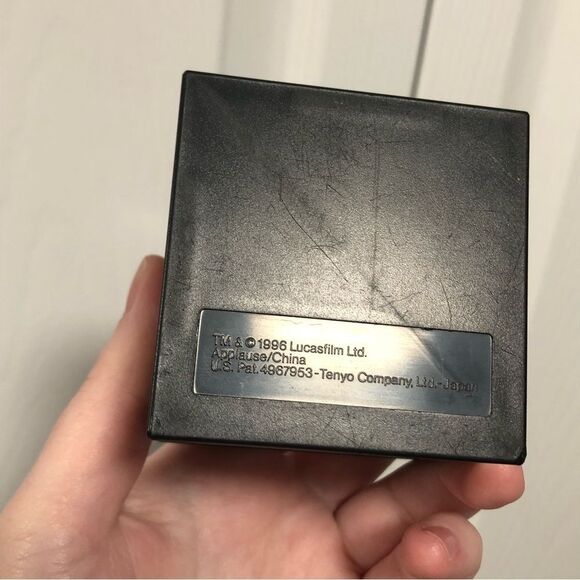 TM & © 1996 Lucasfilm Ltd.
Applause/China
U.S. Pat. 4967953-Tenyo Company, Ltd.-Japan